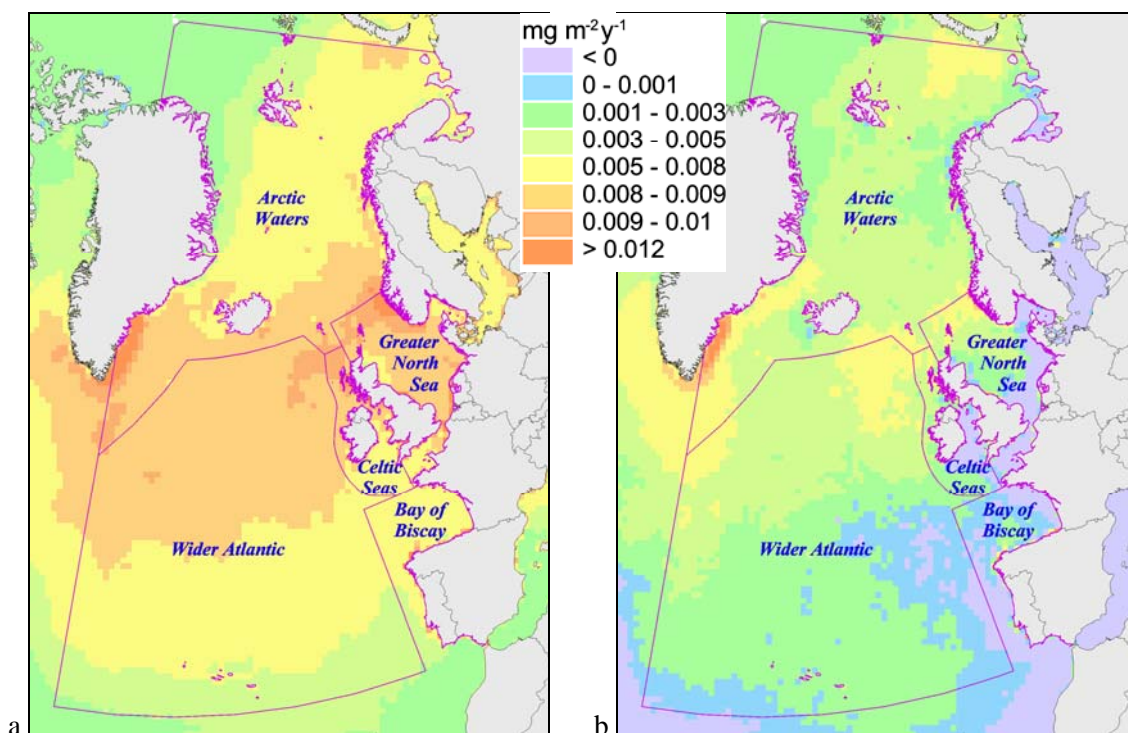 mg m-2 y-1
< 0
0 - 0.001
0.001 - 0.003
0.003 - 0.005
0.005 - 0.008
0.008 - 0.009
0.009 - 0.01
> 0.012
Arctic
Waters
Greater
North
Sea
Celtic
Seas
Bay of
Biscay
Wider Atlantic
a
Arctic
Waters
Greater
North
Sea
Celtic
Seas
Bay of
Biscay
Wider Atlantic
b